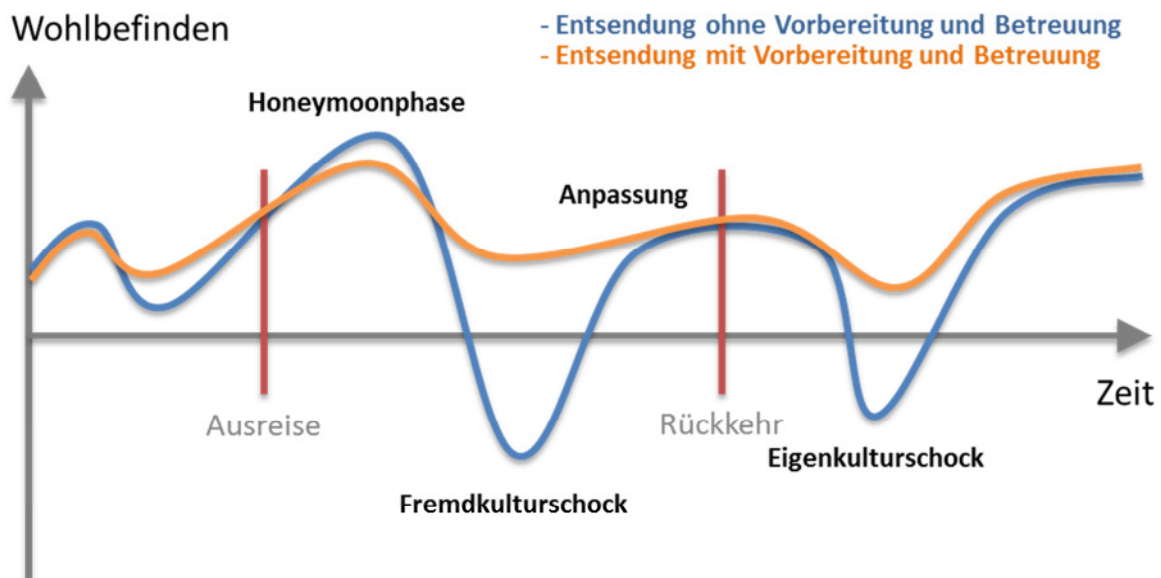 Wohlbefinden
- Entsendung ohne Vorbereitung und Betreuung
- Entsendung mit Vorbereitung und Betreuung
Honeymoonphase
Anpassung
Zeit
Ausreise
Rückkehr
Eigenkulturschock
Fremdkulturschock